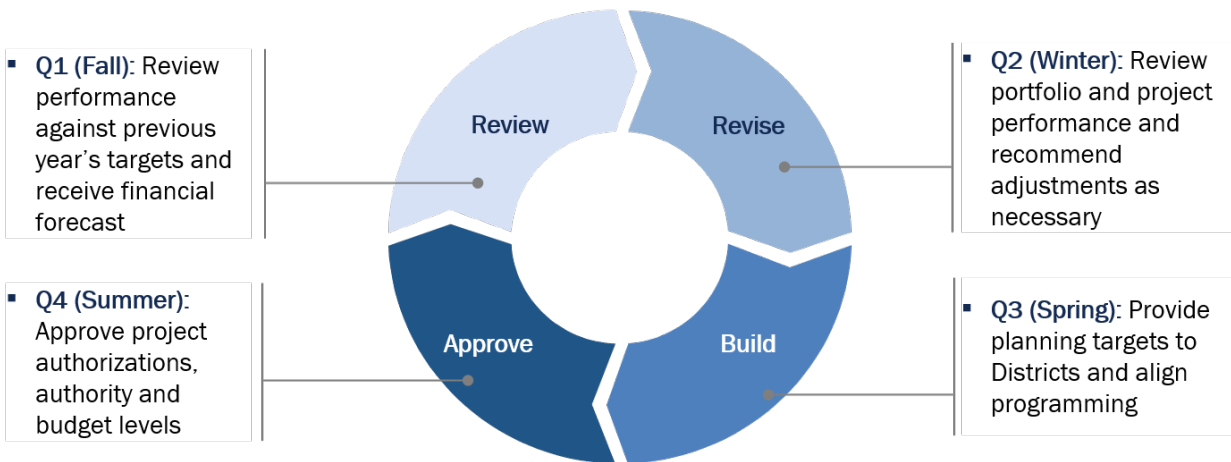 ▪ Q1 (Fall): Review
performance
against previous
year's targets and
receive financial
forecast
Review
Revise
▪ Q2 (Winter): Review
portfolio and project
performance and
recommend
adjustments as
necessary
▪ Q4 (Summer):
Approve project
authorizations,
authority and
budget levels
Approve
Build
▪ Q3 (Spring): Provide
planning targets to
Districts and align
programming